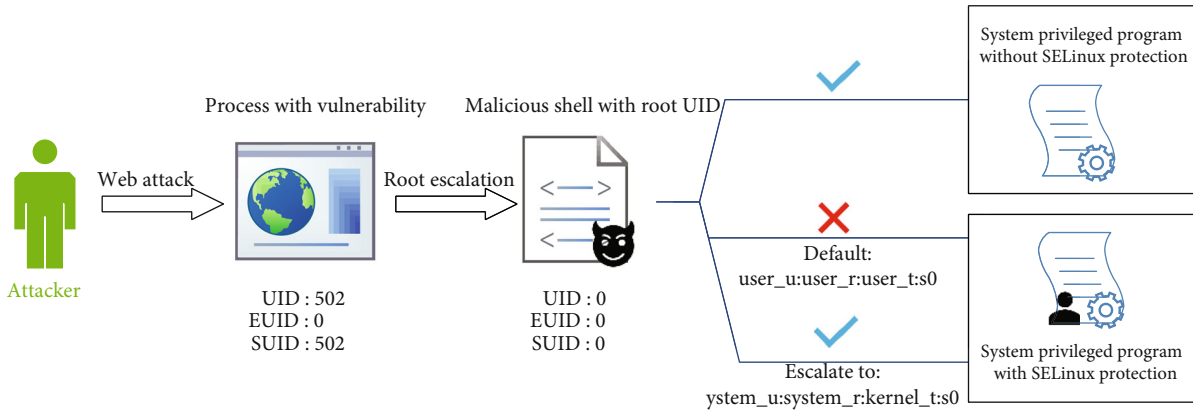 Attacker
Web attack
Process with vulnerability
UID : 502
EUID : 0
SUID : 502
Root escalation
Malicious shell with root UID
UID : 0
EUID : 0
SUID : 0
Default:
user_u:user_r:user_t:s0
Escalate to:
ystem_u:system_r:kernel_t:s0
System privileged program
without SELinux protection
System privileged program
with SELinux protection